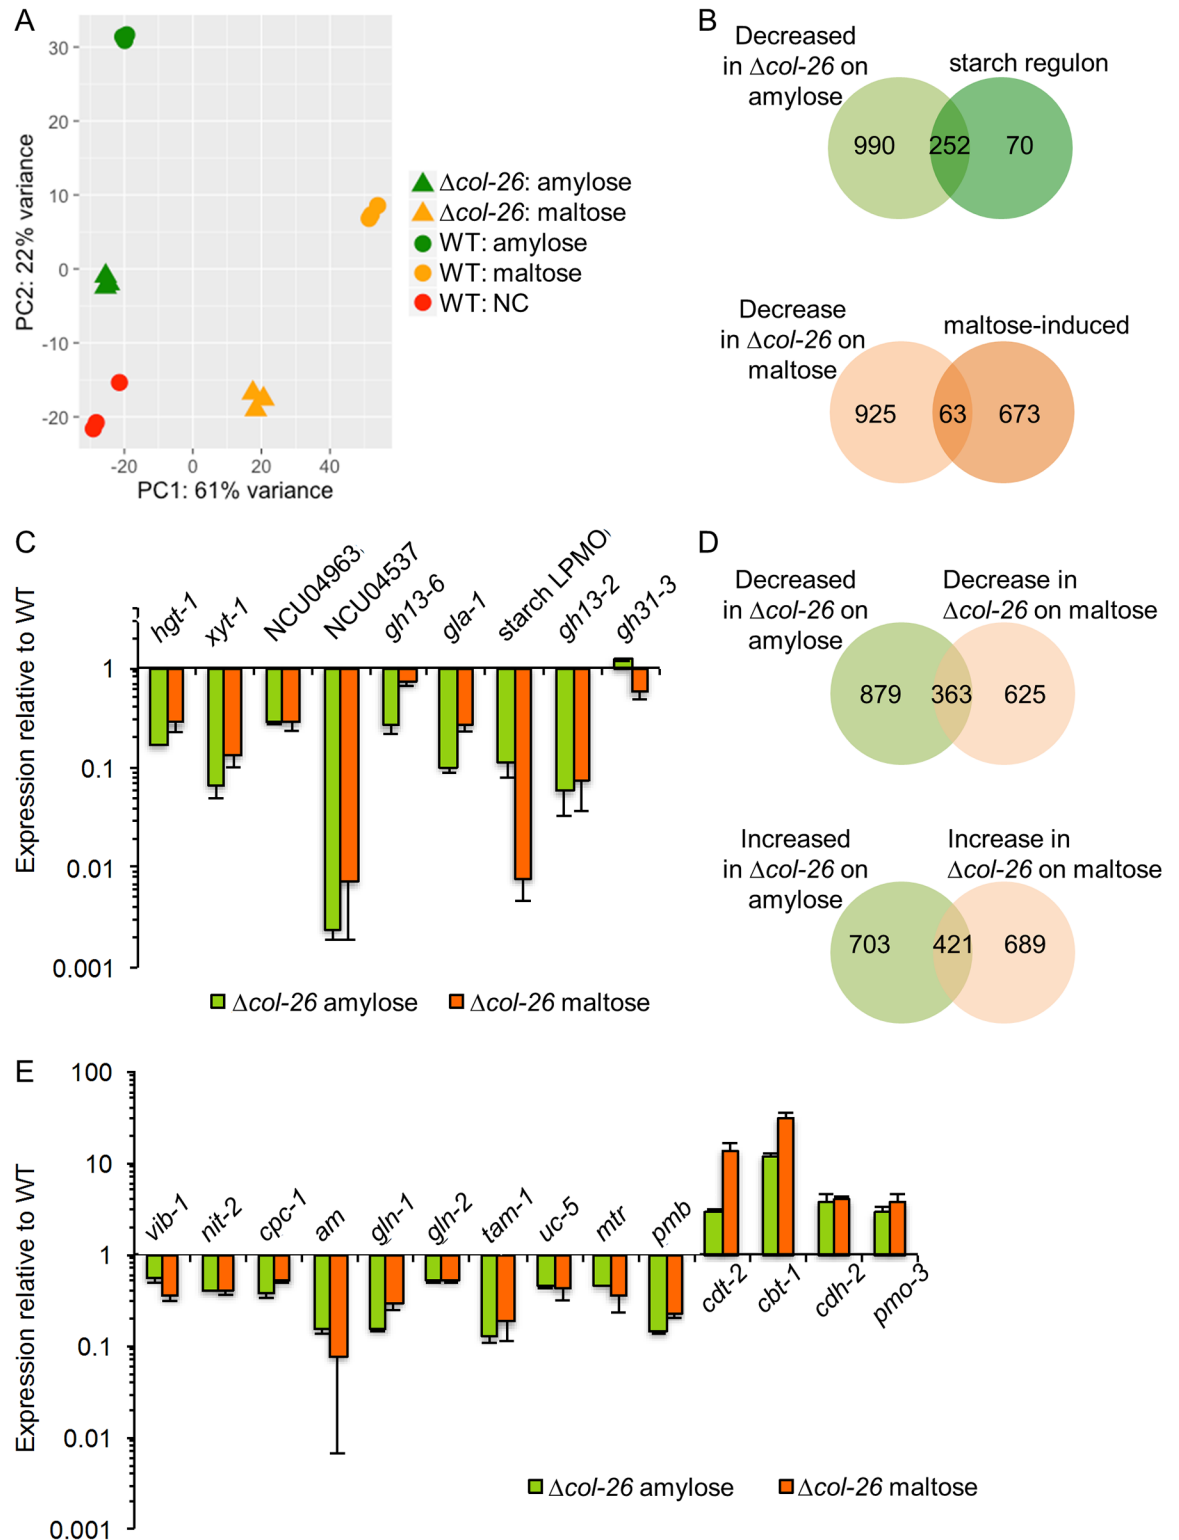 A
30
20
10
0
-10
-20
-20 0 20 40
PC1: 61% variance
PC2: 22% variance
Δcol-26: amylose
Δcol-26: maltose
WT: amylose
WT: maltose
WT: NC
B
Decreased
in Δcol-26 on
amylose
starch regulon
990 252 70
Decrease
in Δcol-26 on
maltose
maltose-induced
925 63 673
C
Expression relative to WT
hgt-1
xyt-1
NCU04963
NCU04537
gh13-6
gla-1
starch LPMO
gh13-2
gh31-3
1
0.1
0.01
0.001
Δcol-26 amylose
Δcol-26 maltose
D
Decreased
in Δcol-26 on
amylose
Decrease in
Δcol-26 on maltose
879 363 625
Increased
in Δcol-26 on
amylose
Increase in
Δcol-26 on maltose
703 421 689
E
Expression relative to WT
100
10
1
0.1
0.01
0.001
vib-1
nit-2
cpc-1
am
gln-1
gln-2
tam-1
uc-5
mtr
pmb
cdt-2
cbt-1
cdh-2
pmo-3
Δcol-26 amylose
Δcol-26 maltose